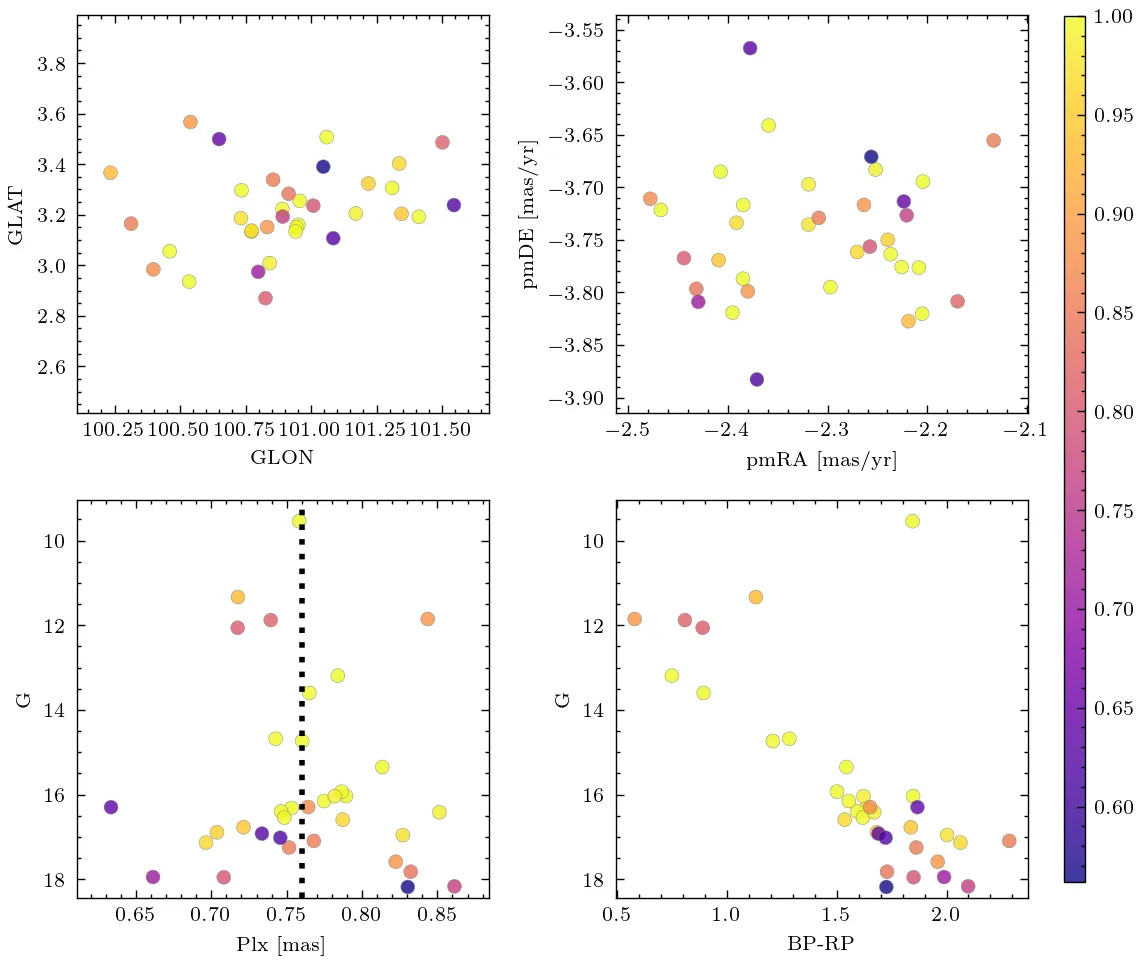 3.8
3.6
3.4
3.2
3.0
2.8
2.6
GLAT
100.25 100.50 100.75 101.00 101.25 101.50
GLON
−3.55
−3.60
−3.65
−3.70
−3.75
−3.80
−3.85
−3.90
pmDE [mas/yr]
−2.5 −2.4 −2.3 −2.2 −2.1
pmRA [mas/yr]
10
12
14
16
18
G
0.65 0.70 0.75 0.80 0.85
Plx [mas]
10
12
14
16
18
G
0.5 1.0 1.5 2.0
BP-RP
1.00
0.95
0.90
0.85
0.80
0.75
0.70
0.65
0.60